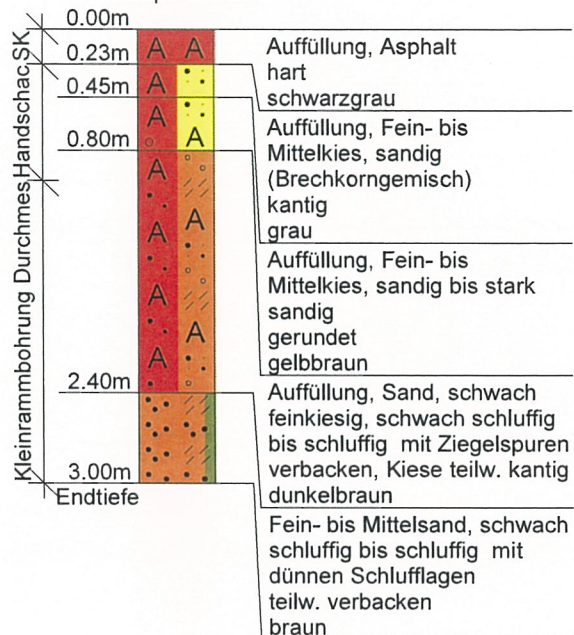 0.00m
0.23m
0.45m
0.80m
2.40m
3.00m
Endtiefe
Kleinrammbohrung Durchmes,Handschac,SK,
A A
A
A
A
A
A
A
A
A
A
Auffüllung, Asphalt
hart
schwarzgrau
Auffüllung, Fein- bis
Mittelkies, sandig
(Brechkorngemisch)
kantig
grau
Auffüllung, Fein- bis
Mittelkies, sandig bis stark
sandig
gerundet
gelbbraun
Auffüllung, Sand, schwach
feinkiesig, schwach schluffig
bis schluffig mit Ziegelspuren
verbacken, Kiese teilw. kantig
dunkelbraun
Fein- bis Mittelsand, schwach
schluffig bis schluffig mit
dünnen Schlufflagen
teilw. verbacken
braun